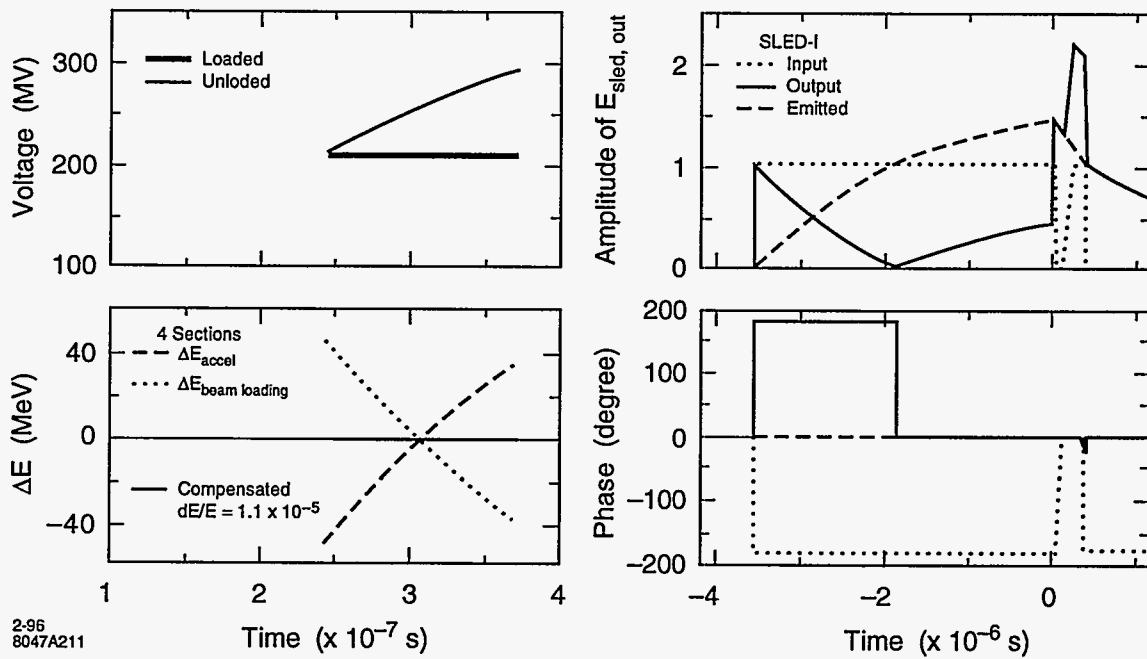 Voltage (MV)
300
200
100
Loaded
Unloded
ΔE (MeV)
40
0
−40
4 Sections
ΔE_accel
ΔE_beam loading
Compensated
dE/E = 1.1 x 10⁻⁵
1 2 3 4
Time (x 10⁻⁷ s)
2-96
8047A211
Amplitude of E_sled, out
2
1
0
SLED-I
Input
Output
Emitted
Phase (degree)
200
100
0
−100
−200
−4 −2 0
Time (x 10⁻⁶ s)